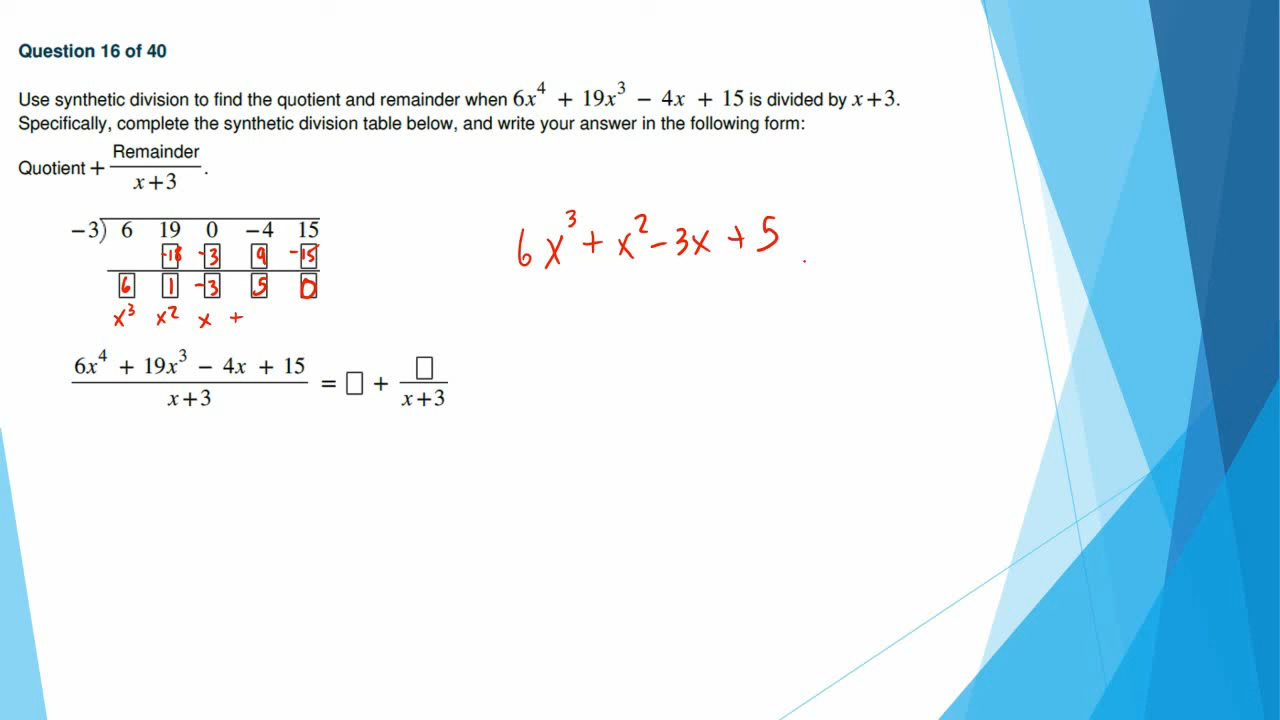 Question 16 of 40
Use synthetic division to find the quotient and remainder when 6x⁴ + 19x³ − 4x + 15 is divided by x+3.
Specifically, complete the synthetic division table below, and write your answer in the following form:
Quotient + Remainder / x+3 .
−3) 6 19 0 −4 15
-18 -3 9 -15
6 1 -3 5 0
x³ x² x +
6x³ + x² - 3x + 5
6x⁴ + 19x³ − 4x + 15 / x+3 = □ + □ / x+3